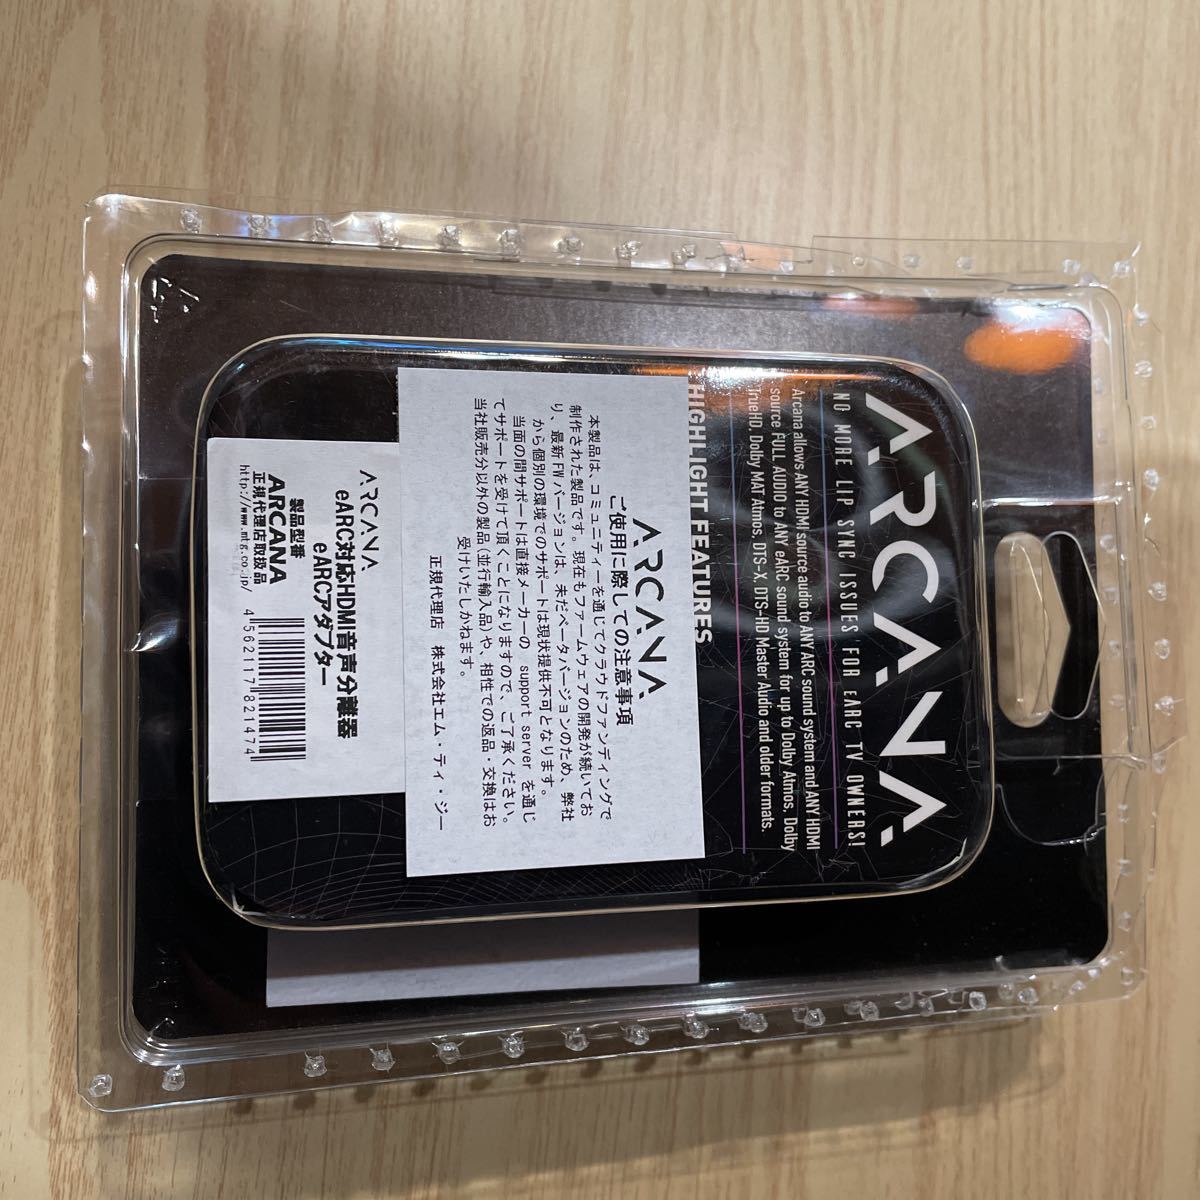 ARCANA
NO MORE LIP SYNC ISSUES FOR EARC TV OWNERS!
Arcana allows ANY HDMI source audio to ANY ARC sound system and ANY HDMI
source FULL AUDIO to ANY eARC sound system for up to Dolby Atmos, Dolby
TrueHD, Dolby MAT Atmos, DTS-X, DTS-HD Master Audio and older formats.
HIGHLIGHT FEATURES
ARCANA
ご使用に際しての注意事項
本製品は、コミュニティーを通じてクラウドファンディングで
制作された製品です。現在もファームウェアの開発が続いてお
り、最新FWバージョンは、未だベータバージョンのため、弊社
から個別の環境でのサポートは現状提供不可となります。
当面の間サポートは直接メーカーの support server を通じ
てサポートを受けて頂くことになりますので、ご了承ください。
当社販売分以外の製品(並行輸入品)や、相性での返品・交換はお
受けいたしかねます。
正規代理店 株式会社エム・ティ・ジー
ARCANA
eARC対応HDMI音声分離器
eARCアダプター
製品型番
ARCANA
正規代理店取扱品
http://www.mtg.co.jp/
4 562117 821474